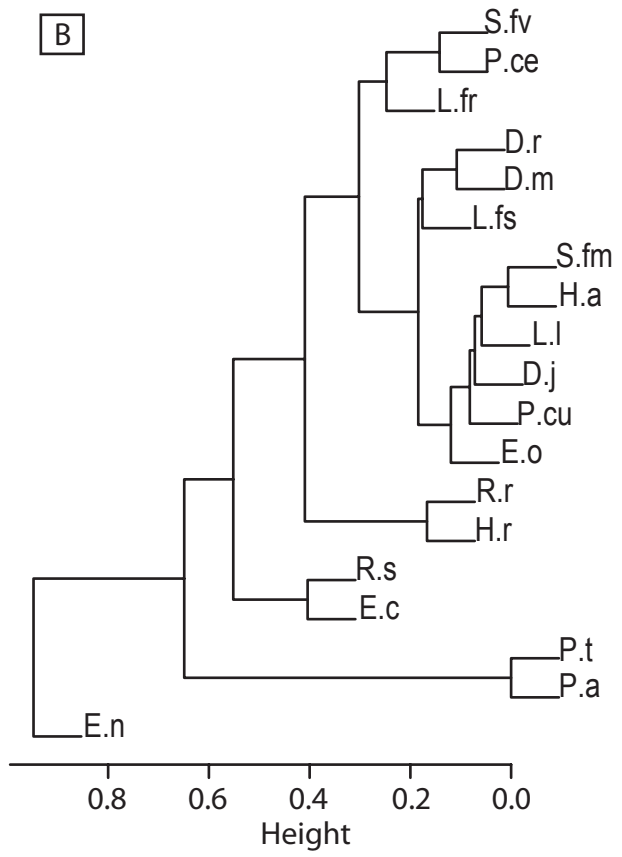 B
S.fv
P.ce
L.fr
D.r
D.m
L.fs
S.fm
H.a
L.l
D.j
P.cu
E.o
R.r
H.r
R.s
E.c
P.t
P.a
E.n
0.8 0.6 0.4 0.2 0.0
Height